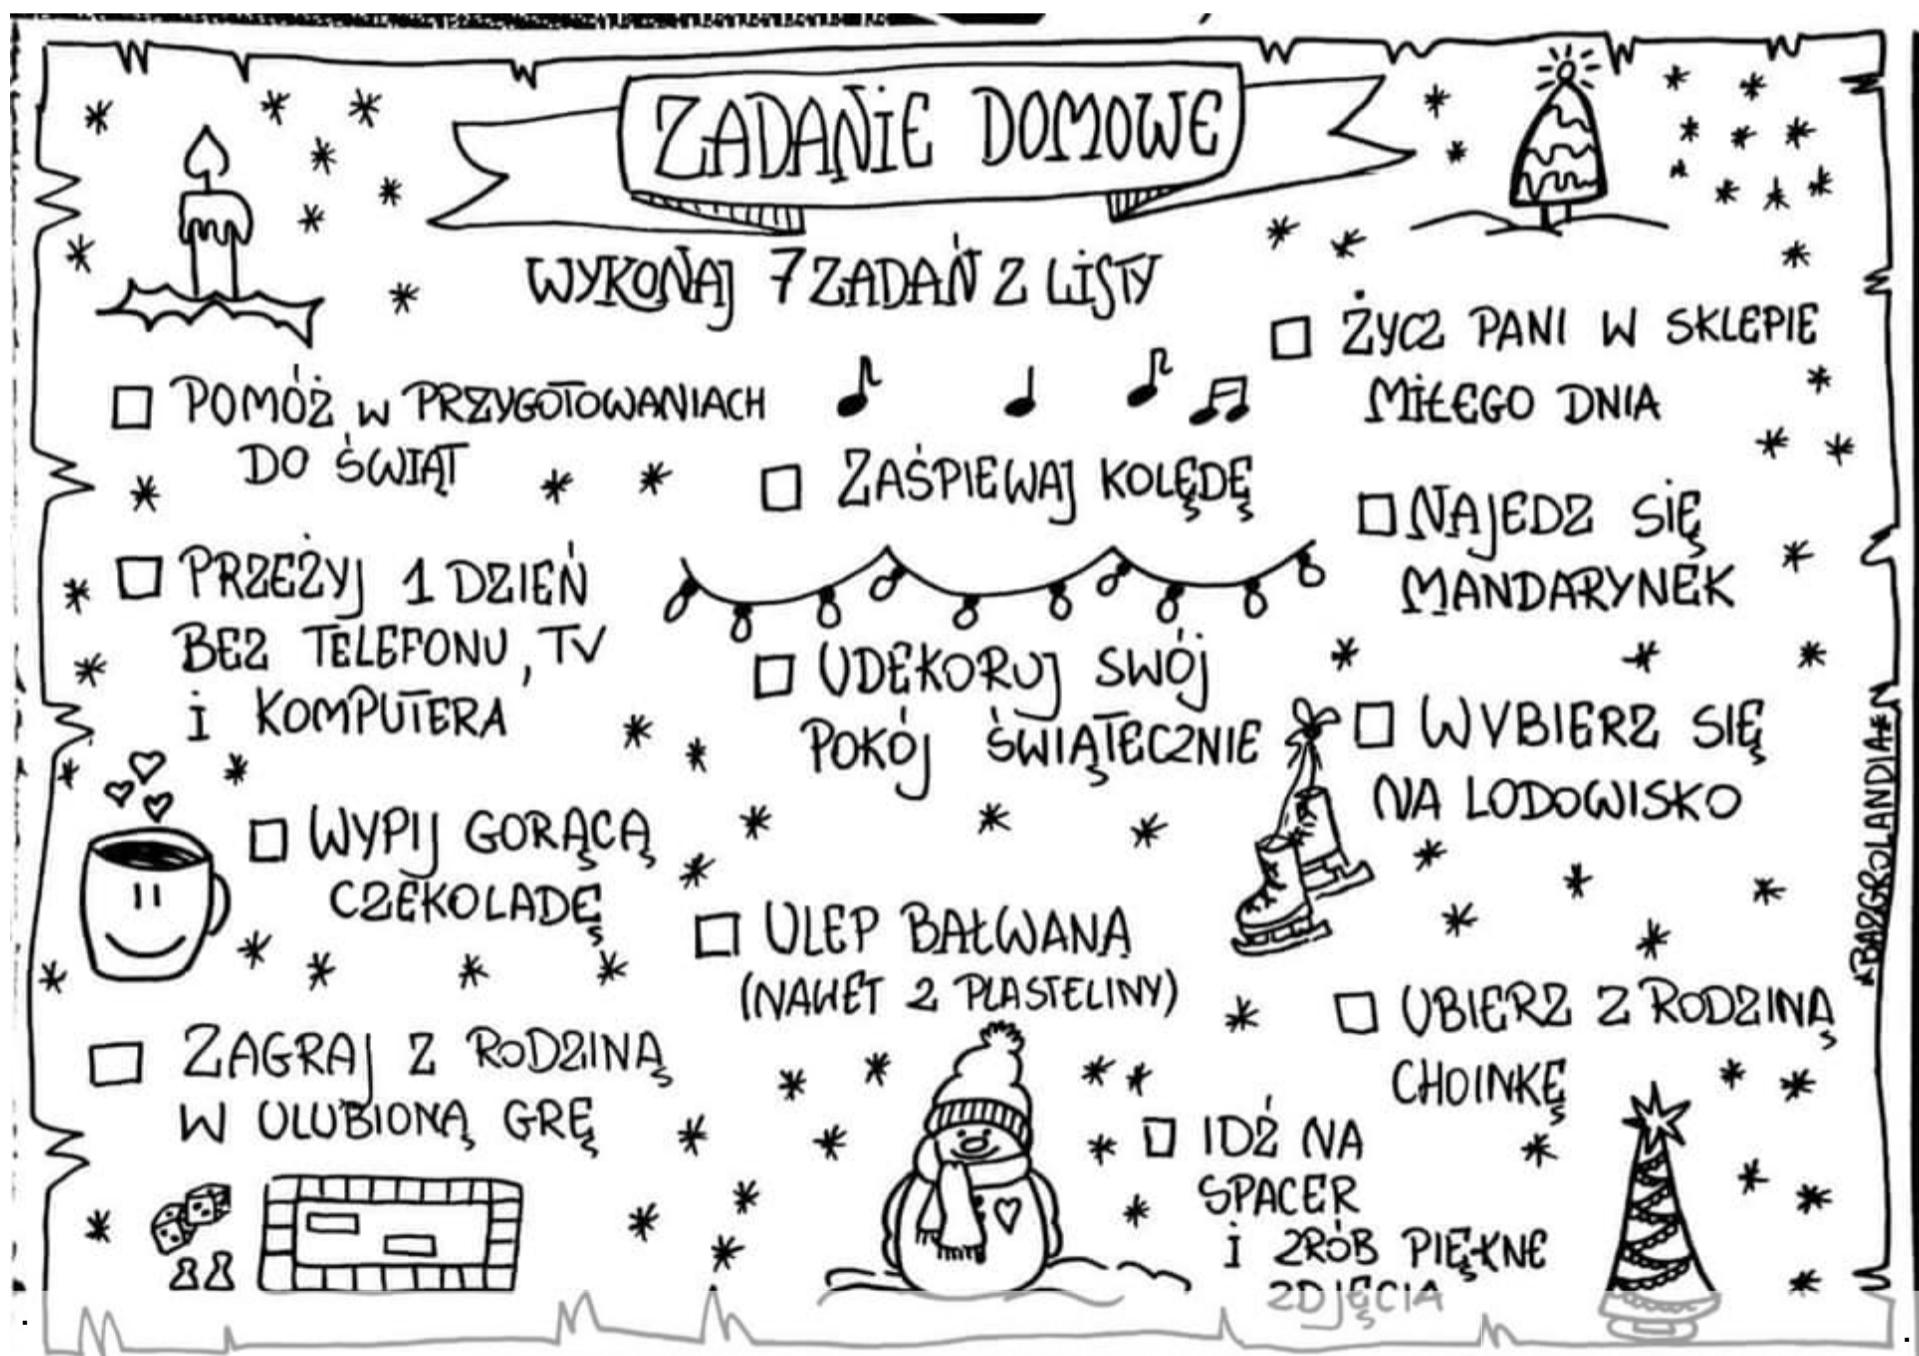 ZADANIE DOMOWE
WYKONAJ 7 ZADAŃ Z LISTY
□ POMÓŻ W PRZYGOTOWANIACH
DO ŚWIĄT
□ PRZEŻYJ 1 DZIEŃ
BEZ TELEFONU, TV
I KOMPUTERA
□ WYPIJ GORĄCĄ
CZEKOLADĘ
□ ZAGRAJ Z RODZINĄ
W ULUBIONĄ GRĘ
□ ZAŚPIEWAJ KOLĘDĘ
□ UDEKORUJ SWÓJ
POKÓJ ŚWIĄTECZNIE
□ ULEP BAŁWANĄ
(NAWET Z PLASTELINY)
□ ŻYCZ PANI W SKLEPIE
MIŁEGO DNIA
□ NAJEDZ SIĘ
MANDARYNEK
□ WYBIERZ SIĘ
NA LODOWISKO
□ UBIERZ Z RODZINĄ
CHOINKĘ
□ IDŹ NA
SPACER
I ZRÓB PIĘKNE
ZDJĘCIA
*BAZGROLANDIA*